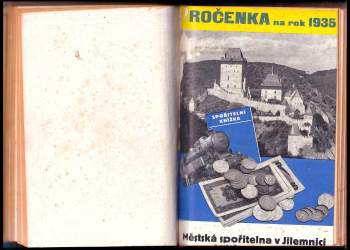 ROČENKA na rok 1935
SPOŘITELNÍ
KNÍŽKA
Městská spořitelna v Jilemnici